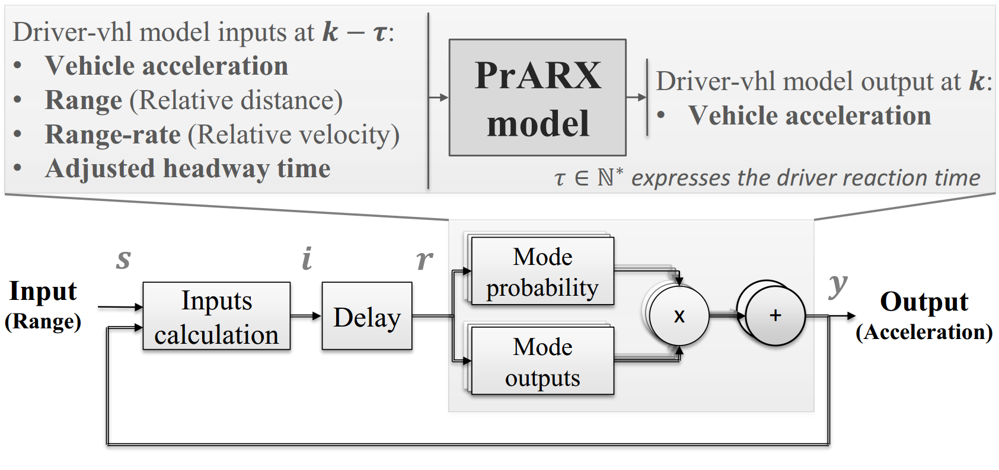 Driver-vhl model inputs at k − τ:
• Vehicle acceleration
• Range (Relative distance)
• Range-rate (Relative velocity)
• Adjusted headway time
PrARX
model
Driver-vhl model output at k:
• Vehicle acceleration
τ ∈ ℕ* expresses the driver reaction time
s
i
r
y
Input
(Range)
Inputs
calculation
Delay
Mode
probability
Mode
outputs
x
+
Output
(Acceleration)